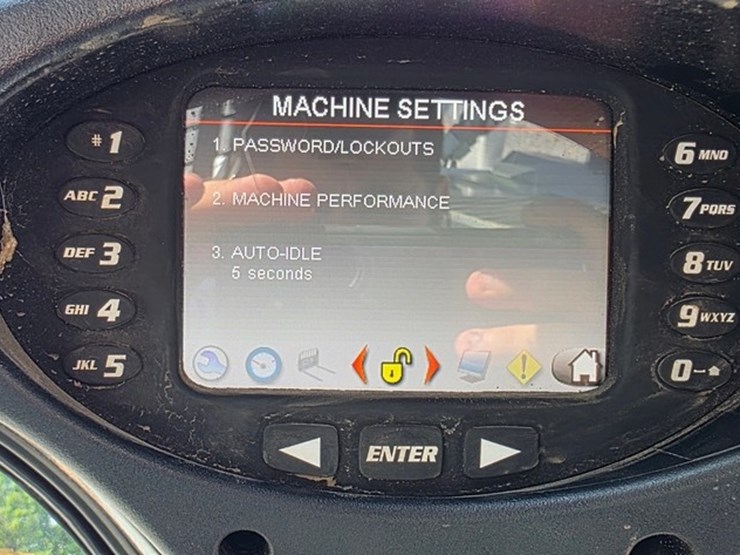 MACHINE SETTINGS
1. PASSWORD/LOCKOUTS
2. MACHINE PERFORMANCE
3. AUTO-IDLE
5 seconds
#1
ABC 2
DEF 3
GHI 4
JKL 5
6 MNO
7 PQRS
8 TUV
9 WXYZ
0-
ENTER